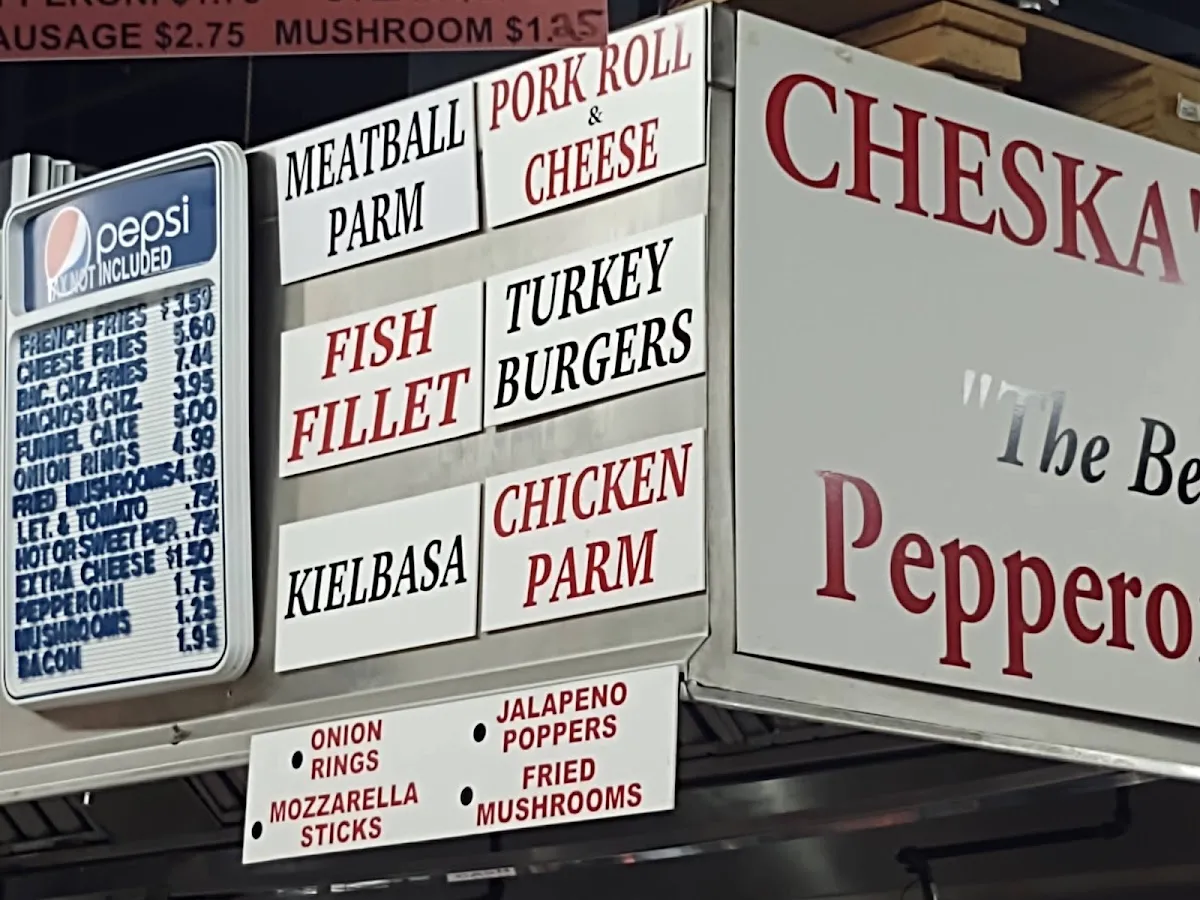 AUSAGE $2.75 MUSHROOM
pepsi
NOT INCLUDED
FRENCH FRIES $3.50
CHEESE FRIES 5.60
BAC. CHZ. FRIES 7.44
NACHOS & CHZ. 3.95
FUNNEL CAKE 5.00
ONION RINGS 4.99
FRIED MUSHROOMS 4.99
LET. & TOMATO .75
HOT OR SWEET PEP. .75
EXTRA CHEESE $1.50
PEPPERONI 1.75
MUSHROOMS 1.25
BACON 1.95
MEATBALL
PARM
PORK ROLL
&
CHEESE
FISH
FILLET
TURKEY
BURGERS
KIELBASA
CHICKEN
PARM
• ONION
RINGS
• MOZZARELLA
STICKS
• JALAPENO
POPPERS
• FRIED
MUSHROOMS
CHESKA'
"The Be
Peppero